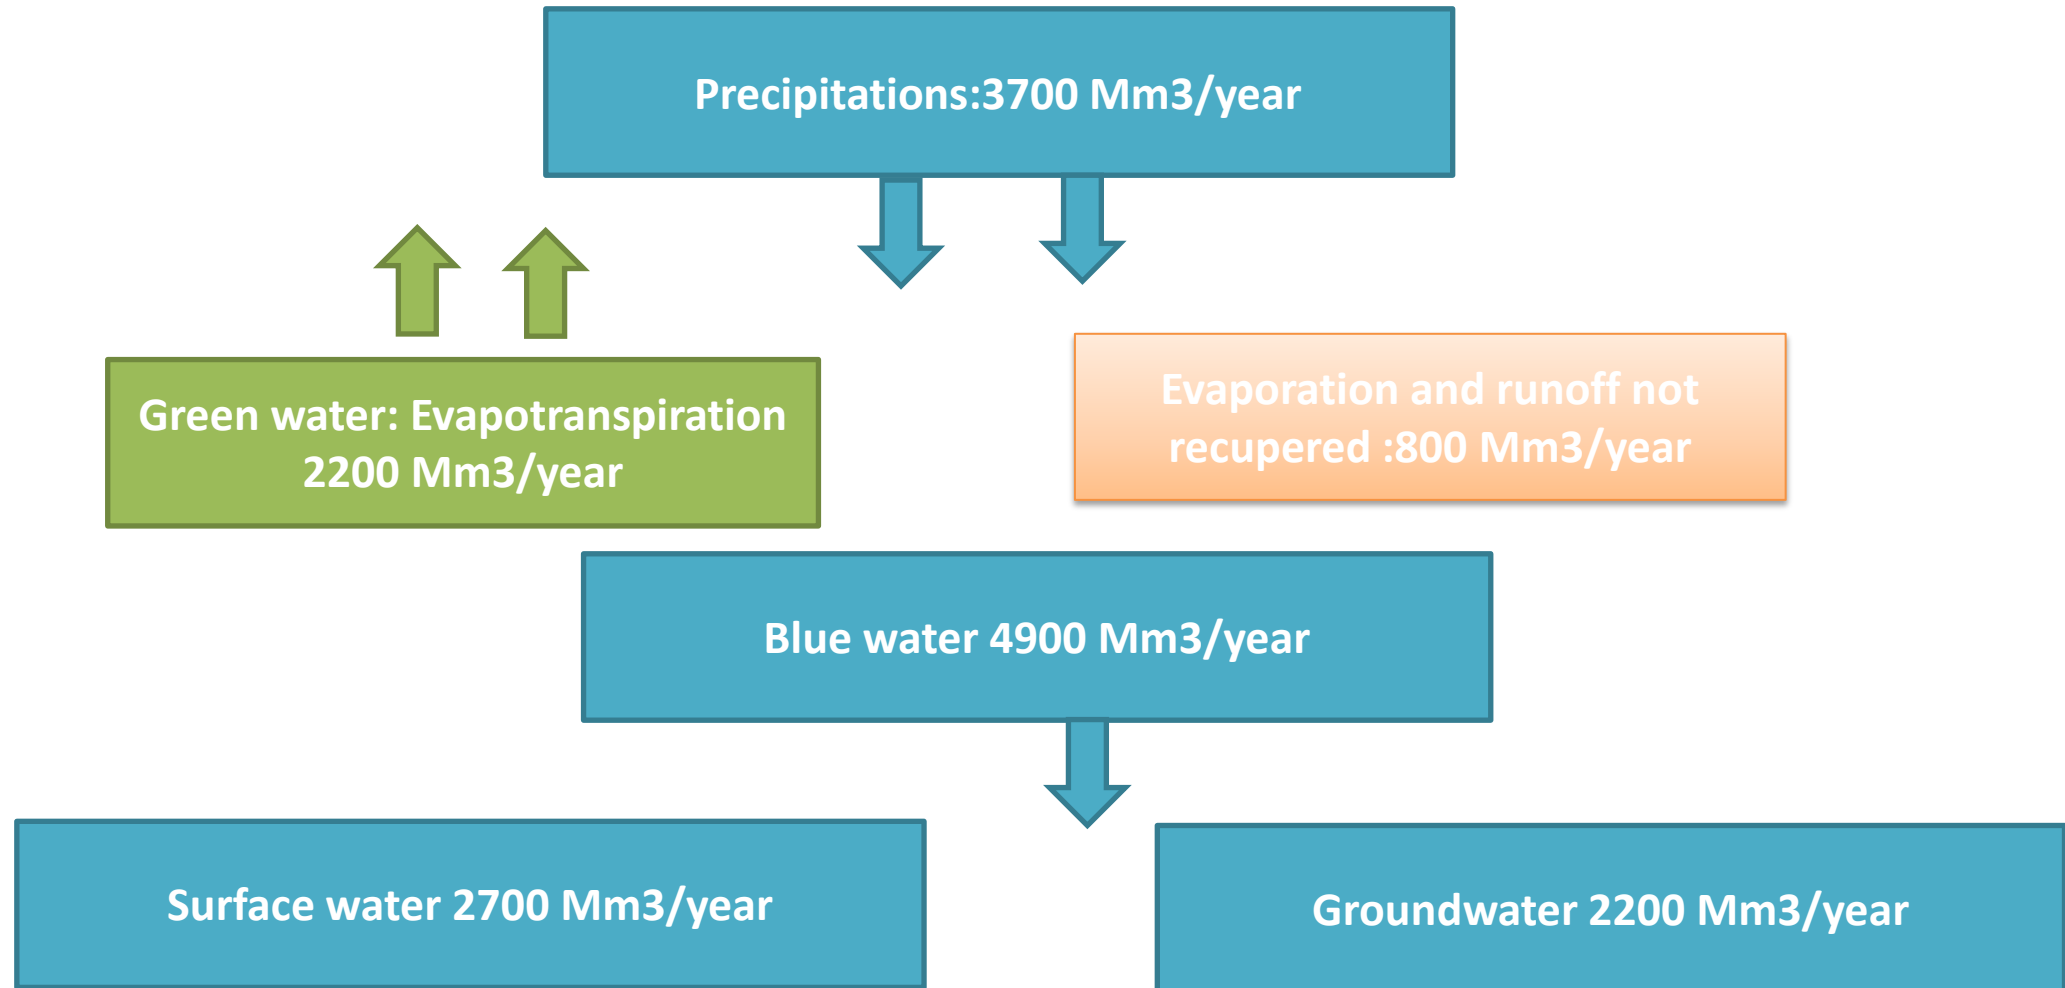 Precipitations:3700 Mm3/year
Green water: Evapotranspiration
2200 Mm3/year
Evaporation and runoff not
recupered :800 Mm3/year
Blue water 4900 Mm3/year
Surface water 2700 Mm3/year
Groundwater 2200 Mm3/year